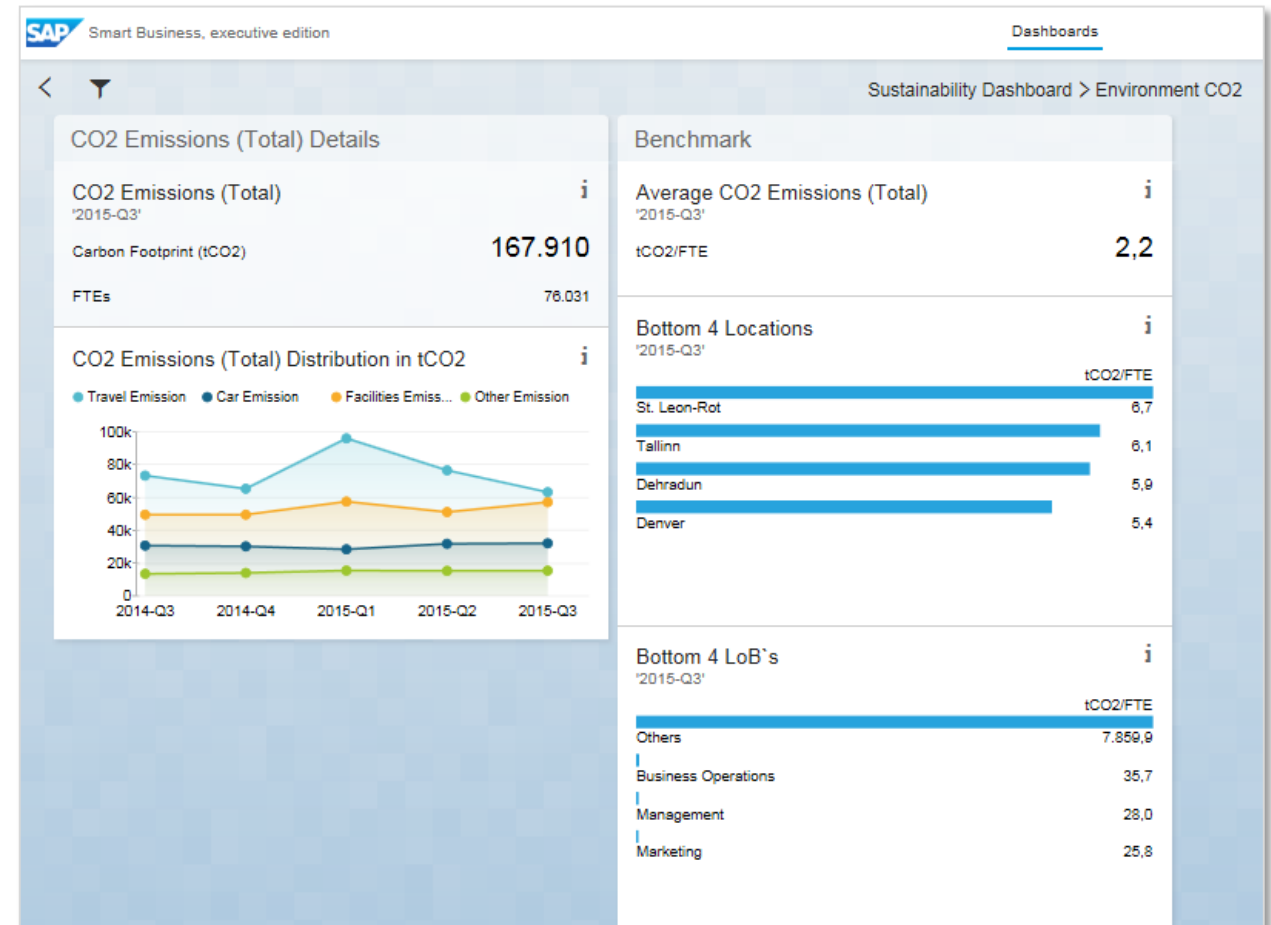 SAP Smart Business, executive edition
Dashboards
Sustainability Dashboard > Environment CO2
CO2 Emissions (Total) Details
CO2 Emissions (Total)
i
'2015-Q3'
Carbon Footprint (tCO2) 167.910
FTEs 76.031
CO2 Emissions (Total) Distribution in tCO2
i
Travel Emission Car Emission Facilities Emiss... Other Emission
100k
80k
60k
40k
20k
0
2014-Q3 2014-Q4 2015-Q1 2015-Q2 2015-Q3
Benchmark
Average CO2 Emissions (Total)
i
'2015-Q3'
tCO2/FTE 2,2
Bottom 4 Locations
i
'2015-Q3'
tCO2/FTE
St. Leon-Rot 6,7
Tallinn 6,1
Dehradun 5,9
Denver 5,4
Bottom 4 LoB`s
i
'2015-Q3'
tCO2/FTE
Others 7.859,9
Business Operations 35,7
Management 28,0
Marketing 25,8